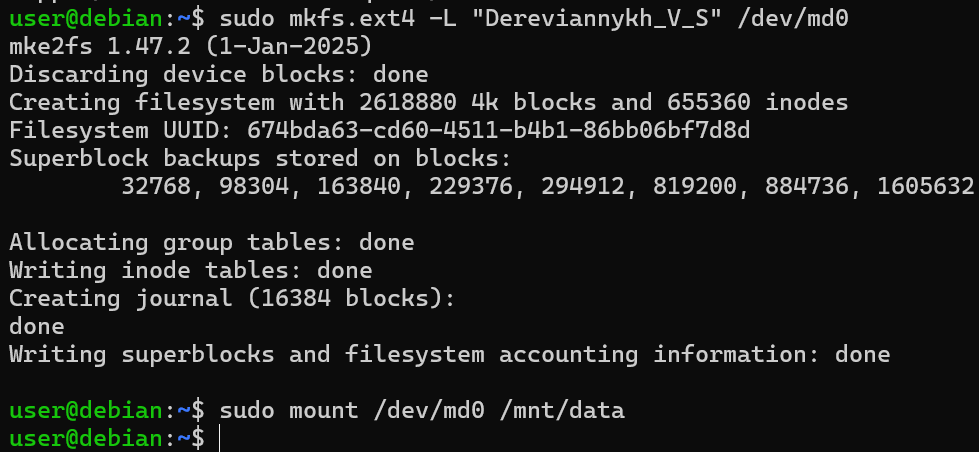 user@debian:~$ sudo mkfs.ext4 -L "Dereviannykh_V_S" /dev/md0
mke2fs 1.47.2 (1-Jan-2025)
Discarding device blocks: done
Creating filesystem with 2618880 4k blocks and 655360 inodes
Filesystem UUID: 674bda63-cd60-4511-b4b1-86bb06bf7d8d
Superblock backups stored on blocks:
32768, 98304, 163840, 229376, 294912, 819200, 884736, 1605632
Allocating group tables: done
Writing inode tables: done
Creating journal (16384 blocks):
done
Writing superblocks and filesystem accounting information: done
user@debian:~$ sudo mount /dev/md0 /mnt/data
user@debian:~$